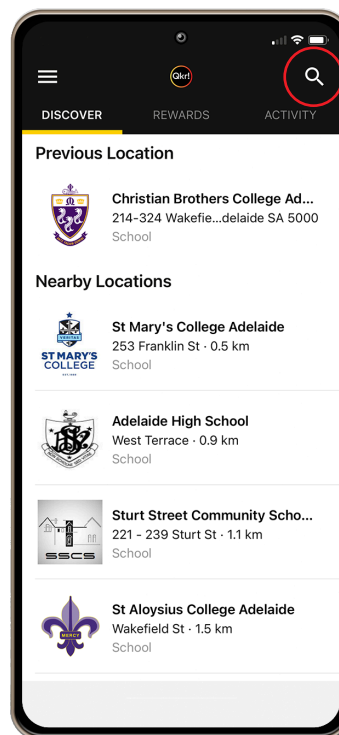 Qkr!
DISCOVER REWARDS ACTIVITY
Previous Location
Christian Brothers College Ad...
214-324 Wakefie...delaide SA 5000
School
Nearby Locations
VERITAS
ST MARY'S
COLLEGE
St Mary's College Adelaide
253 Franklin St · 0.5 km
School
Adelaide High School
West Terrace · 0.9 km
School
SSCS
Sturt Street Community Scho...
221 - 239 Sturt St · 1.1 km
School
MERCY
St Aloysius College Adelaide
Wakefield St · 1.5 km
School